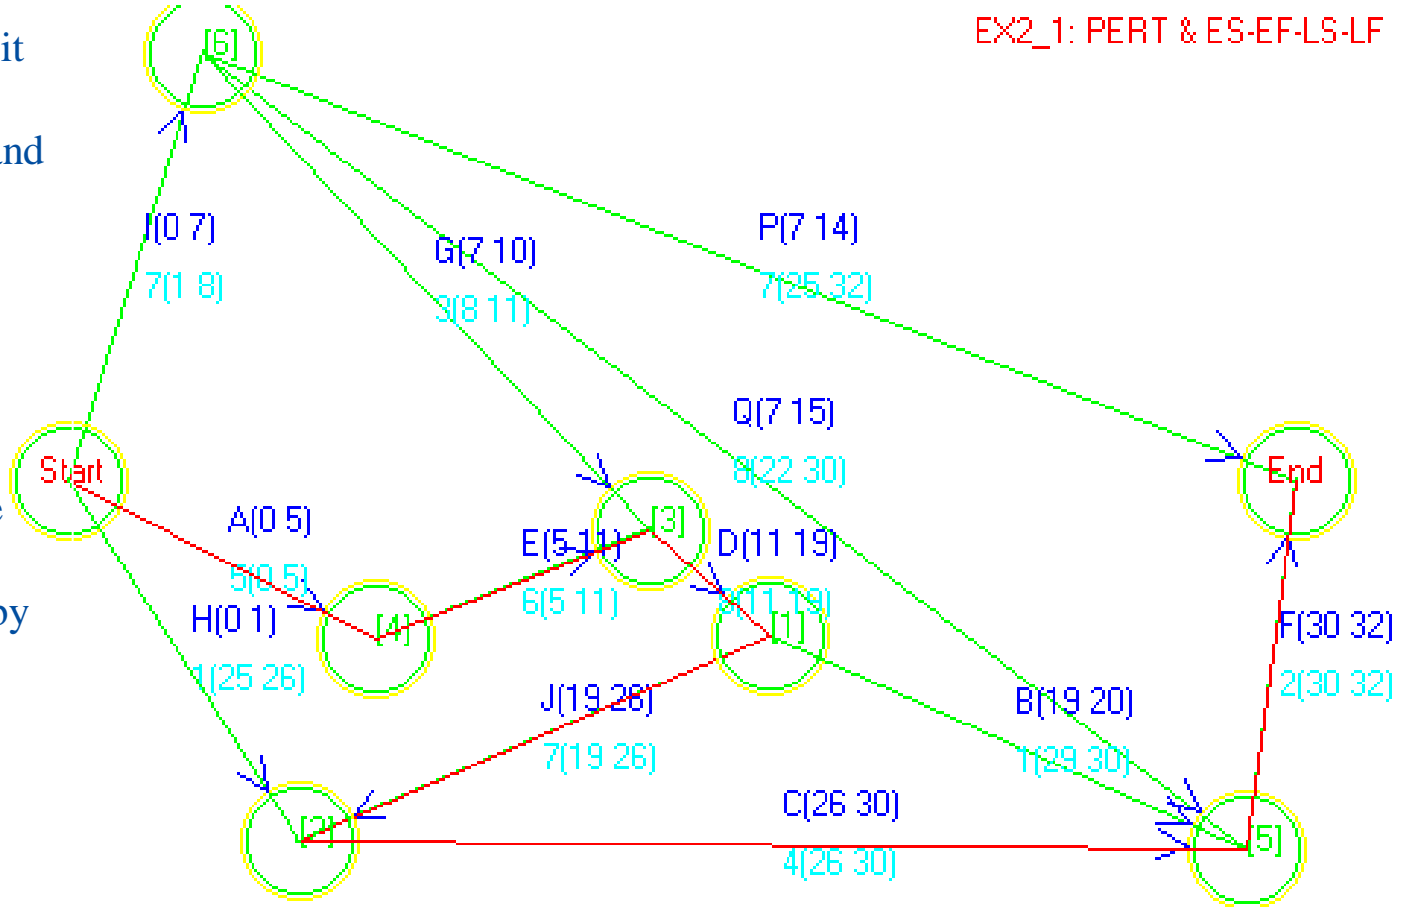 it
EX2_1: PERT & ES-EF-LS-LF
[6]
and
I(0 7)
7(1 8)
G(7 10)
3(8 11)
P(7 14)
7(25 32)
Q(7 15)
8(22 30)
Start
End
e
A(0 5)
5(0 5)
E(5 11)
6(5 11)
[3]
D(11 19)
8(11 19)
by
H(0 1)
1(25 26)
[4]
[1]
F(30 32)
2(30 32)
J(19 26)
7(19 26)
B(19 20)
1(29 30)
C(26 30)
4(26 30)
[2]
[5]